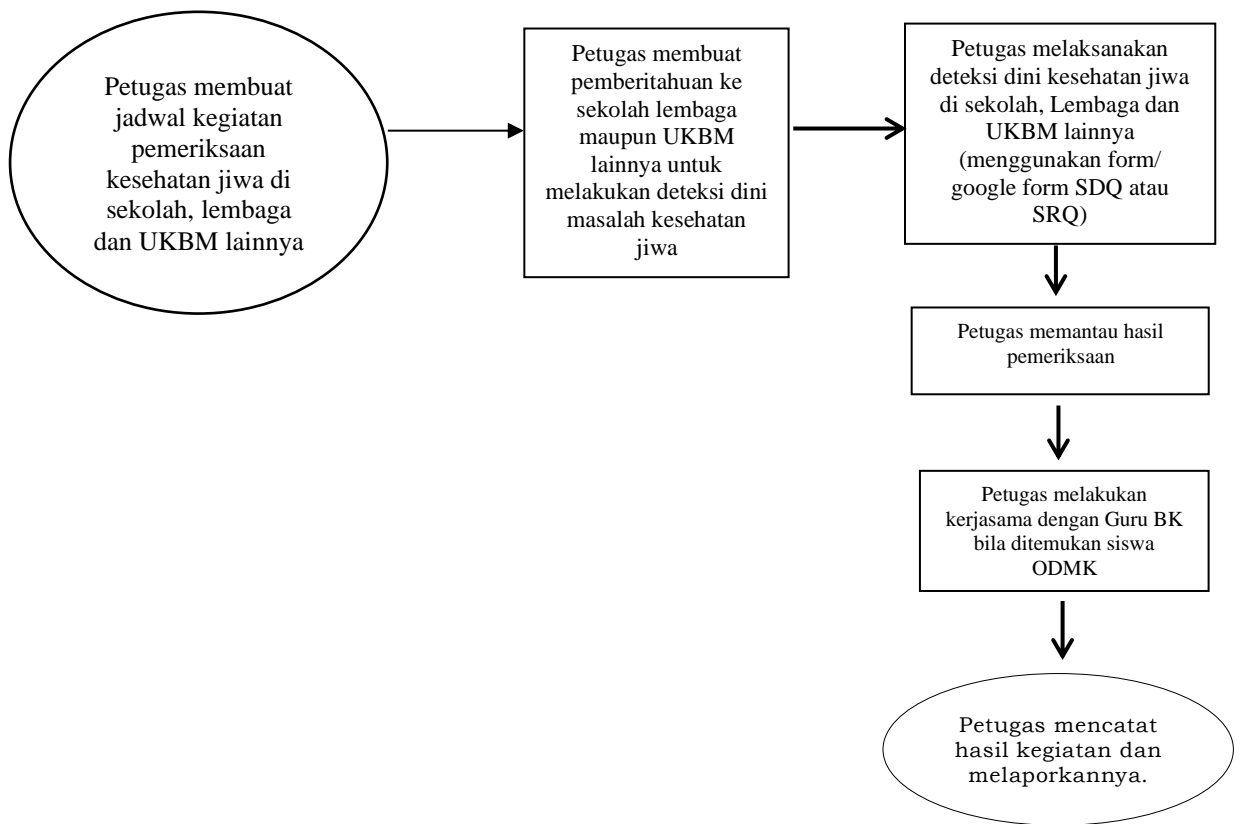 Petugas membuat
jadwal kegiatan
pemeriksaan
kesehatan jiwa di
sekolah, lembaga
dan UKBM lainnya
Petugas membuat
pemberitahuan ke
sekolah lembaga
maupun UKBM
lainnya untuk
melakukan deteksi dini
masalah kesehatan
jiwa
Petugas melaksanakan
deteksi dini kesehatan jiwa
di sekolah, Lembaga dan
UKBM lainnya
(menggunakan form/
google form SDQ atau
SRQ)
Petugas memantau hasil
pemeriksaan
Petugas melakukan
kerjasama dengan Guru BK
bila ditemukan siswa
ODMK
Petugas mencatat
hasil kegiatan dan
melaporkannya.